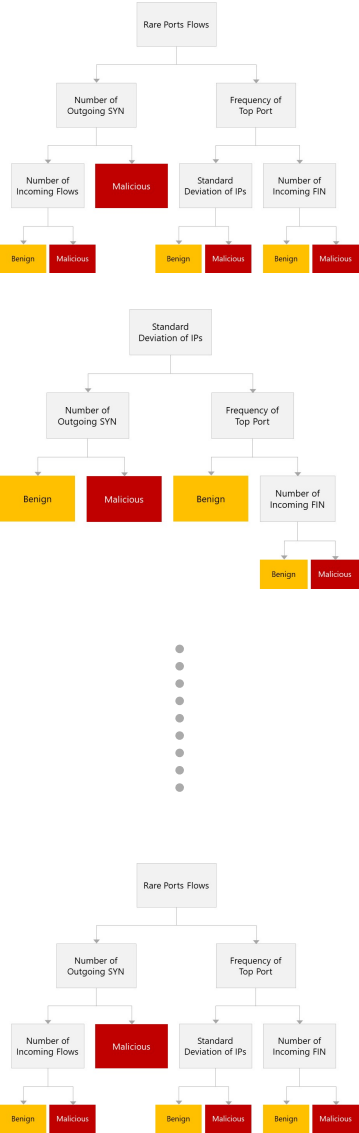 Rare Ports Flows
Number of
Outgoing SYN
Frequency of
Top Port
Number of
Incoming Flows
Malicious
Standard
Deviation of IPs
Number of
Incoming FIN
Benign
Malicious
Benign
Malicious
Benign
Malicious
Standard
Deviation of IPs
Number of
Outgoing SYN
Frequency of
Top Port
Benign
Malicious
Benign
Number of
Incoming FIN
Benign
Malicious
Rare Ports Flows
Number of
Outgoing SYN
Frequency of
Top Port
Number of
Incoming Flows
Malicious
Standard
Deviation of IPs
Number of
Incoming FIN
Benign
Malicious
Benign
Malicious
Benign
Malicious